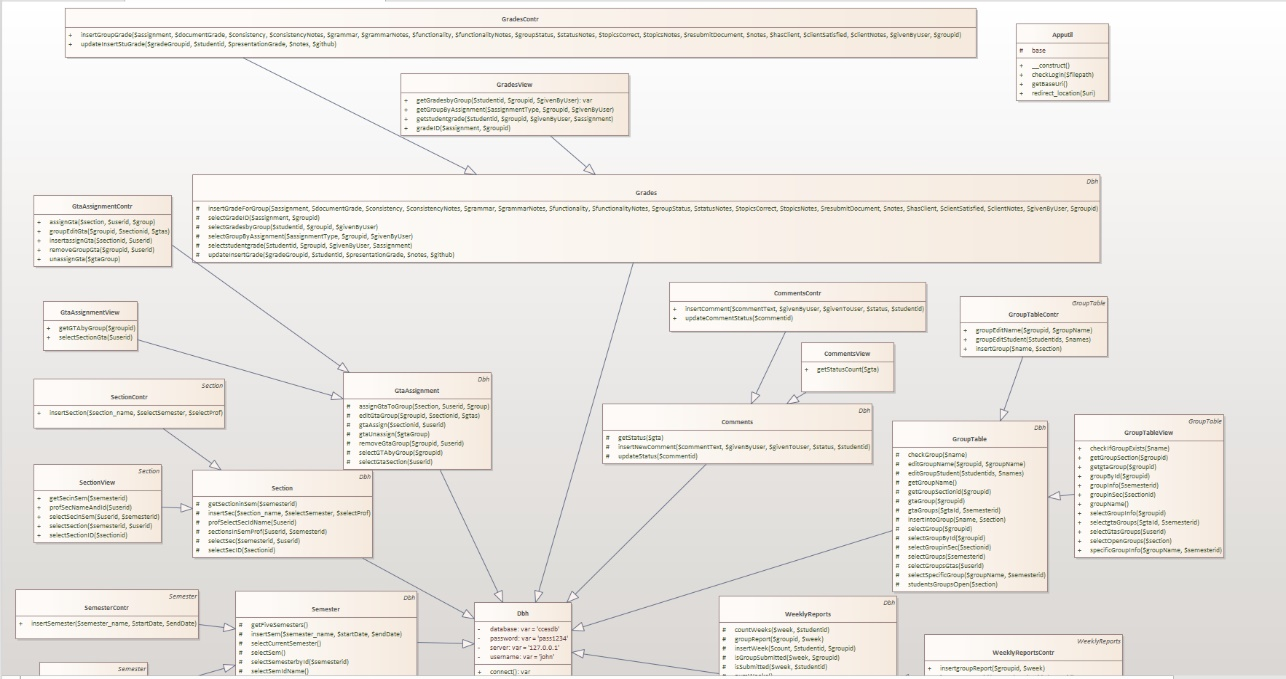 GradesContr
+ insertGroupGrade($assignment, $documentGrade, $consistency, $consistencyNotes, $grammar, $grammarNotes, $functionality, $functionalityNotes, $groupStatus, $statusNotes, $topicsCorrect, $topicsNotes, $resubmitDocument, $notes, $hasClient, $clientSatisfied, $clientNotes, $givenByUser, $groupid)
+ updateInsertStuGrade($gradeGroupid, $studentid, $presentationGrade, $notes, $github)
Apputil
# base
+ __construct()
+ checkLogin($filepath)
+ getBaseUri()
+ redirect_location($uri)
GradesView
+ getGradesbyGroup($studentid, $groupid, $givenByUser): var
+ getGroupByAssignment($assignmentType, $groupid, $givenByUser)
+ getstudentgrade($studentid, $groupid, $givenByUser, $assignment)
+ gradeID($assignment, $groupid)
Dbh
Grades
# insertGradeForGroup($assignment, $documentGrade, $consistency, $consistencyNotes, $grammar, $grammarNotes, $functionality, $functionalityNotes, $groupStatus, $statusNotes, $topicsCorrect, $topicsNotes, $resubmitDocument, $notes, $hasClient, $clientSatisfied, $clientNotes, $givenByUser, $groupid)
# selectGradeID($assignment, $groupid)
# selectGradesbyGroup($studentid, $groupid, $givenByUser)
# selectGroupByAssignment($assignmentType, $groupid, $givenByUser)
# selectstudentgrade($studentid, $groupid, $givenByUser, $assignment)
# updateInsertGrade($gradeGroupid, $studentid, $presentationGrade, $notes, $github)
GtaAssignmentContr
+ assignGta($section, $userid, $group)
+ groupEditGta($groupid, $sectionid, $gtas)
+ insertassignGta($sectionid, $userid)
+ removeGroupGta($groupid, $userid)
+ unassignGta($gtaGroup)
CommentsContr
+ insertComment($commentText, $givenByUser, $givenToUser, $status, $studentid)
+ updateCommentStatus($commentid)
GroupTable
GroupTableContr
+ groupEditName($groupid, $groupName)
+ groupEditStudent($studentids, $names)
+ insertGroup($name, $section)
GtaAssignmentView
+ getGTAbyGroup($groupid)
+ selectSectionGta($userid)
CommentsView
+ getStatusCount($gta)
Section
SectionContr
+ insertSection($section_name, $selectSemester, $selectProf)
Dbh
GtaAssignment
# assignGtaToGroup($section, $userid, $group)
# editGtaGroup($groupid, $sectionid, $gtas)
# gtaAssign($sectionid, $userid)
# gtaUnassign($gtaGroup)
# removeGtaGroup($groupid, $userid)
# selectGTAbyGroup($groupid)
# selectGtaSection($userid)
Dbh
Comments
# getStatus($gta)
# insertNewComment($commentText, $givenByUser, $givenToUser, $status, $studentid)
# updateStatus($commentid)
Dbh
GroupTable
# checkGroup($name)
# editGroupName($groupid, $groupName)
# editGroupStudent($studentids, $names)
# getGroupName()
# getGroupSectionId($groupid)
# gtaGroup($groupid)
# gtaGroups($gtaId, $semesterid)
# insertIntoGroup($name, $section)
# selectGroup($groupid)
# selectGroupById($groupid)
# selectGroupinSec($sectionid)
# selectGroups($semesterid)
# selectGroupsGtas($userid)
# selectSpecificGroup($groupName, $semesterid)
# studentsGroupsOpen($section)
GroupTable
GroupTableView
+ checkIfGroupExists($name)
+ getGroupSection($groupid)
+ getgtaGroup($groupid)
+ groupById($groupid)
+ groupInfo($semesterid)
+ groupinSec($sectionid)
+ groupName()
+ selectGroupInfo($groupid)
+ selectgtaGroups($gtaId, $semesterid)
+ selectGtasGroups($userid)
+ selectOpenGroups($section)
+ specificGroupInfo($groupName, $semesterid)
Section
SectionView
+ getSecinSem($semesterid)
+ profSecNameAndId($userid)
+ selectSecinSem($userid, $semesterid)
+ selectSection($semesterid, $userid)
+ selectSectionID($sectionid)
Dbh
Section
# getSectioninSem($semesterid)
# insertSec($section_name, $selectSemester, $selectProf)
# profSelectSecIdName($userid)
# sectionsInSemProf($userid, $semesterid)
# selectSec($semesterid, $userid)
# selectSecID($sectionid)
Semester
SemesterContr
+ insertSemester($semester_name, $startDate, $endDate)
Dbh
Semester
# getFiveSemesters()
# insertSem($semester_name, $startDate, $endDate)
# selectCurrentSemester()
# selectSem()
# selectSemesterbyId($semesterid)
# selectSemIdName()
Dbh
- database: var = 'ccesdb'
- password: var = 'pass1234'
- server: var = '127.0.0.1'
- username: var = 'john'
+ connect(): var
Dbh
WeeklyReports
# countWeeks($week, $studentid)
# groupReport($groupid, $week)
# insertWeek($count, $studentid, $groupid)
# isGroupSubmitted($week, $groupid)
# isSubmitted($week, $studentid)
WeeklyReports
WeeklyReportsContr
+ insertgroupReport($groupid, $week)
Semester